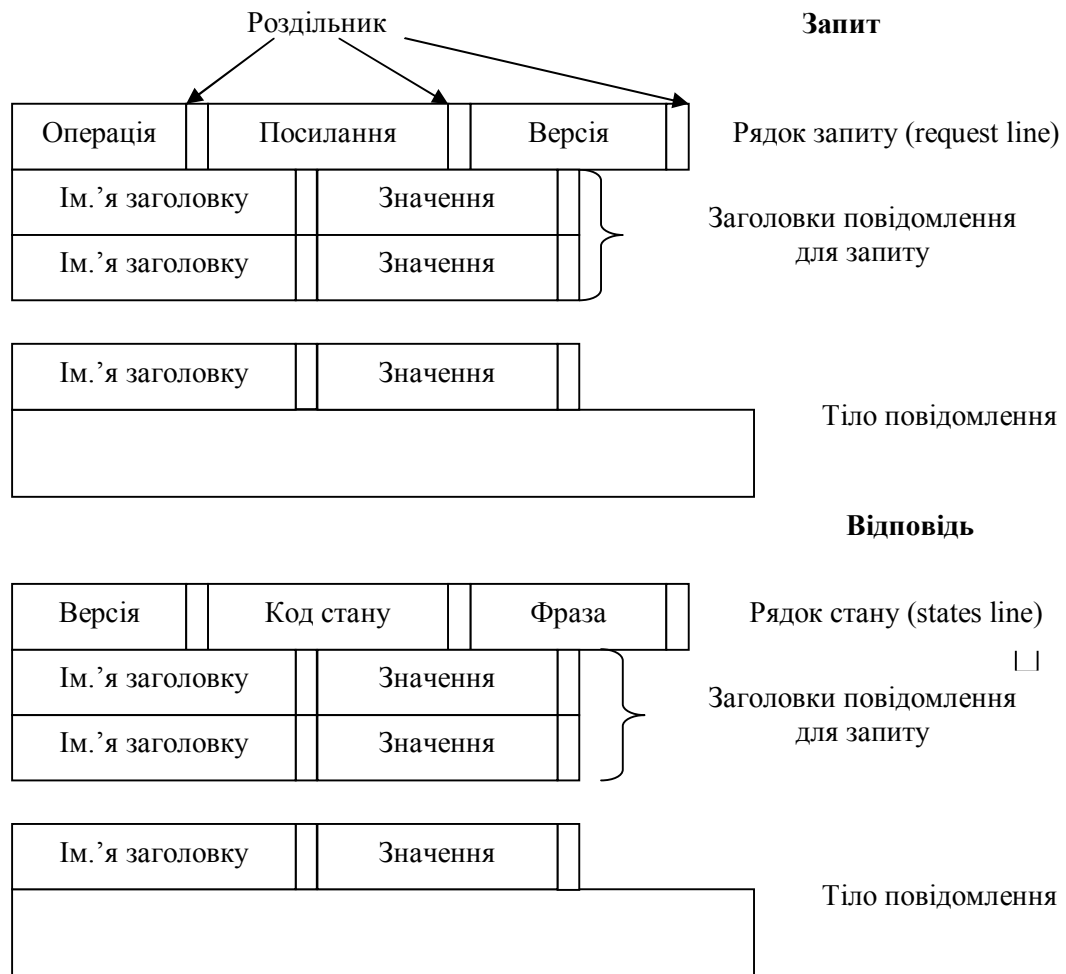 Роздільник
Запит
Операція Посилання Версія Рядок запиту (request line)
Ім.’я заголовку Значення
Ім.’я заголовку Значення
Заголовки повідомлення
для запиту
Ім.’я заголовку Значення
Тіло повідомлення
Відповідь
Версія Код стану Фраза Рядок стану (states line)
Ім.’я заголовку Значення
Ім.’я заголовку Значення
Заголовки повідомлення
для запиту
Ім.’я заголовку Значення
Тіло повідомлення